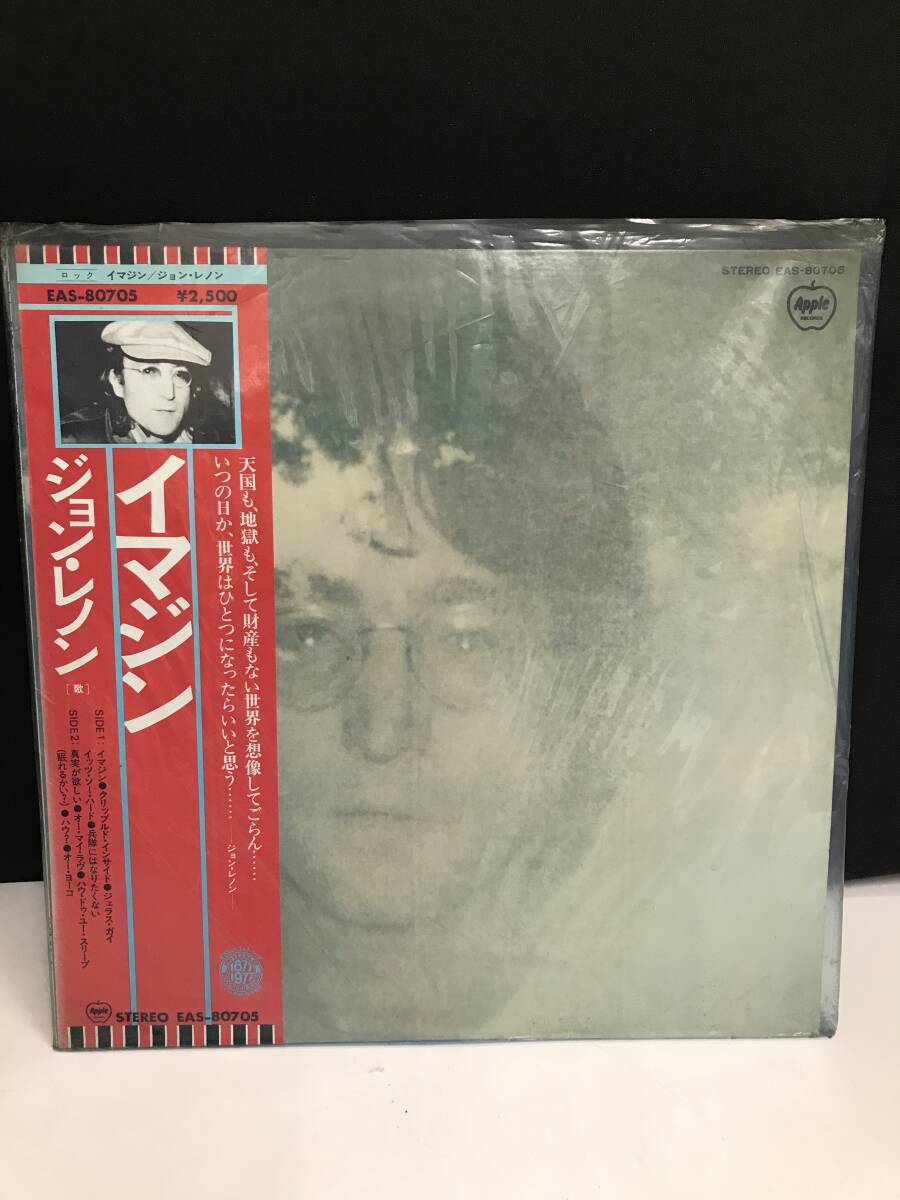 ロック イマジン/ジョン・レノン
EAS-80705 ¥2,500
イマジン
ジョン・レノン
[歌]
天国も、地獄も、そして財産もない世界を想像してごらん……
いつの日か、世界はひとつになったらいいと思う……
―ジョン・レノン―
SIDE1: イマジン●クリップルド・インサイド●ジェラス・ガイ
イッツ・ソー・ハード●兵隊にはなりたくない
SIDE2: 真実が欲しい●オー・マイ・ラヴ●ハウ・ドゥ・ユー・スリープ
(眠れるかい?)●ハウ?●オー・ヨーコ
1877
1977
Apple
STEREO EAS-80705
STEREO EAS-80705
Apple
RECORDS